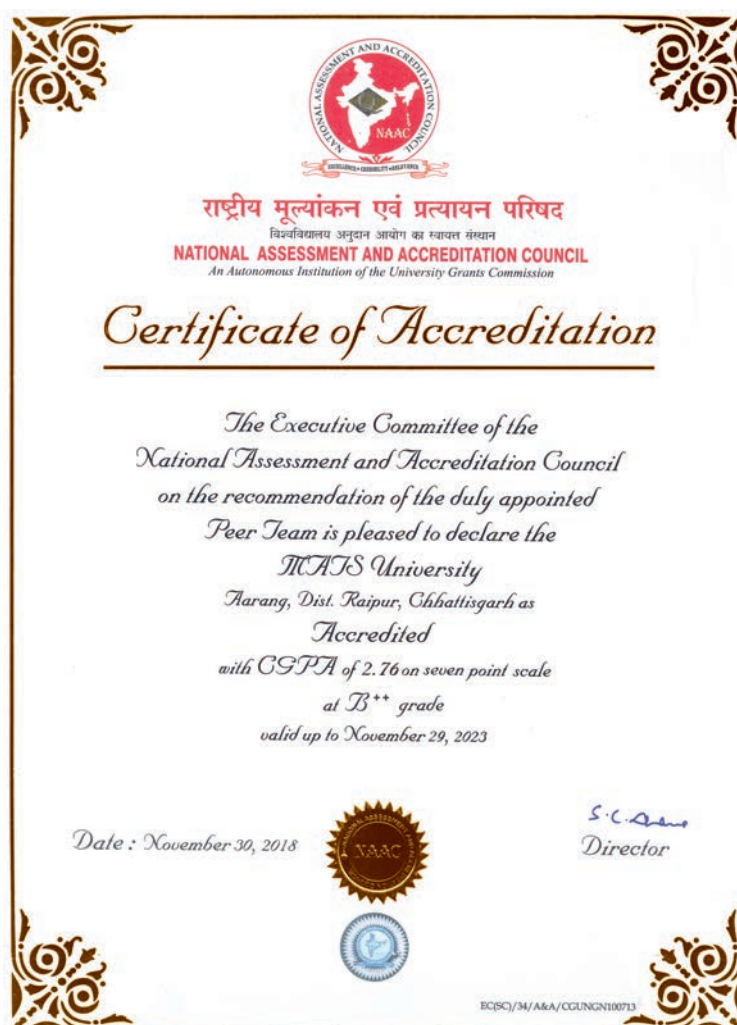 NATIONAL ASSESSMENT AND ACCREDITATION COUNCIL
NAAC
EXCELLENCE • CREDIBILITY • RELEVANCE
राष्ट्रीय मूल्यांकन एवं प्रत्यायन परिषद
विश्वविद्यालय अनुदान आयोग का स्वायत्त संस्थान
NATIONAL ASSESSMENT AND ACCREDITATION COUNCIL
An Autonomous Institution of the University Grants Commission
Certificate of Accreditation
The Executive Committee of the
National Assessment and Accreditation Council
on the recommendation of the duly appointed
Peer Team is pleased to declare the
MATS University
Aarang, Dist. Raipur, Chhattisgarh as
Accredited
with CGPA of 2.76 on seven point scale
at B++ grade
valid up to November 29, 2023
S.C.
Date : November 30, 2018
NAAC
Director
EC(SC)/34/A&A/CGUNGN100713